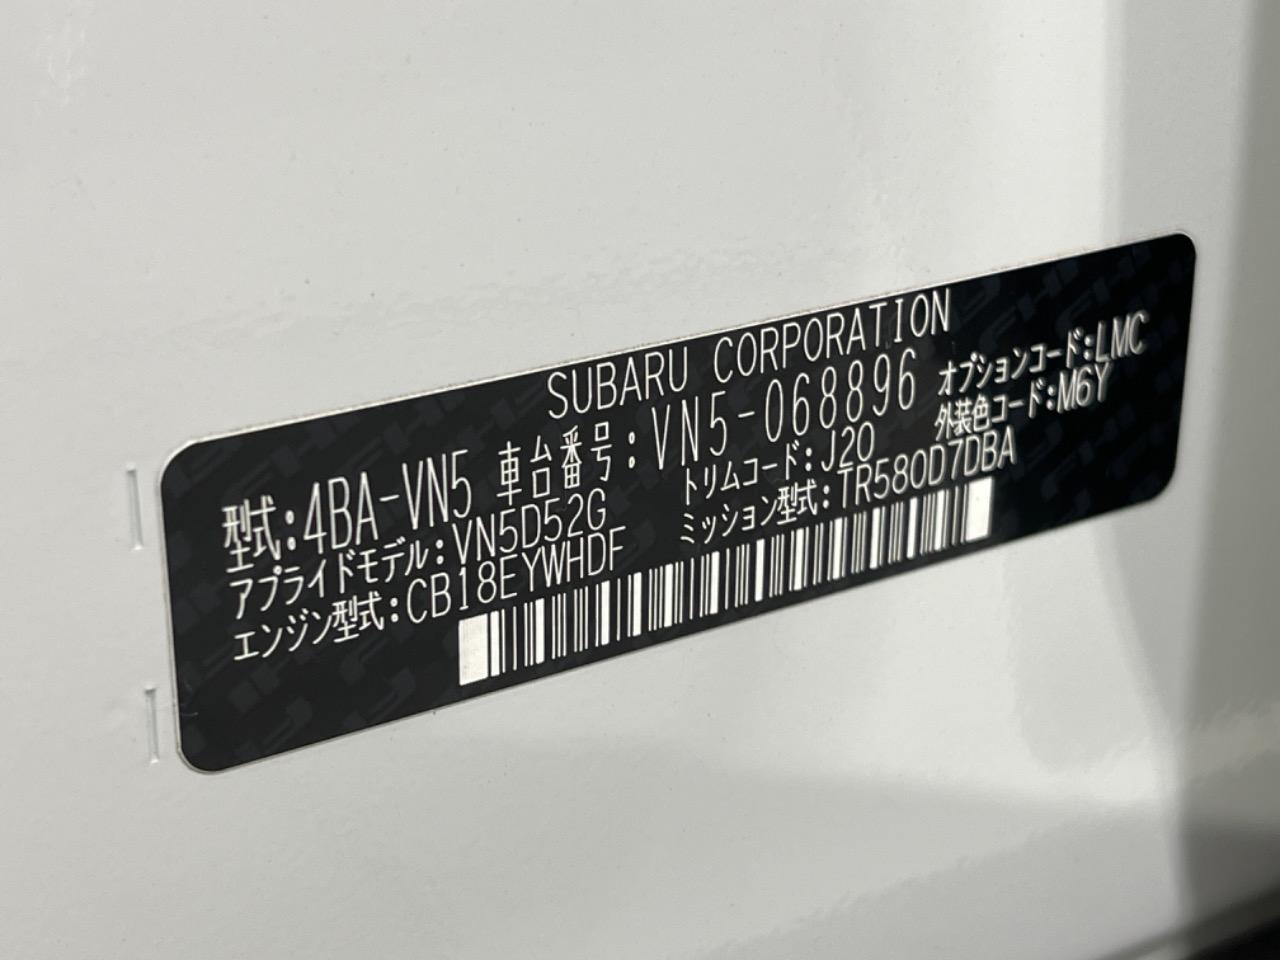 SUBARU CORPORATION
型式:4BA-VN5 車台番号:VN5-068896 オプションコード:LMC
アプライドモデル:VN5D52G トリムコード:J20 外装色コード:M6Y
エンジン型式:CB18EYWHDF ミッション型式:TR580D7DBA